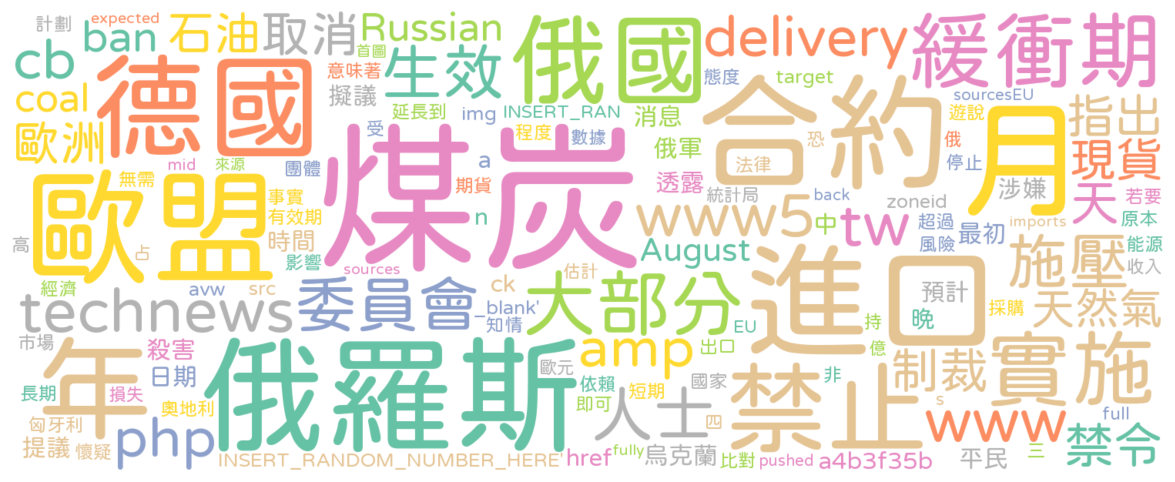 計劃
expected
ban
石油
取消
首圖
Russian
俄國
delivery
緩衝期
cb
德國
意味著
生效
態度
target
coal
擬議
延長到
img
INSERT_RAN
消息
合約
sourcesEU
遊說
月
指出
歐洲
煤炭
受
程度
數據
俄軍
恐
俄
現貨
mid
來源
團體
a
法律
停止
歐盟
無需
期貨
透露
統計局
back
zoneid
涉嫌
天
若要
事實
有效期
n
www5
中
tw
超過
imports
原本
高
占
時間
影響
August
風險
最初
施壓
能源
sources
進口
收入
經濟
avw
src
委員會
ck
估計
大部分
預計
天然氣
technews
_blank'
知情
EU
持
晚
採購
市場
年
殺害
俄羅斯
amp
出口
億
制裁
實施
日期
歐元
依賴
短期
國家
禁止
非
長期
損失
奧地利
即可
人士
s
匈牙利
php
四
www
full
提議
懷疑
INSERT_RANDOM_NUMBER_HERE'
href
fully
烏克蘭
比對
pushed
a4b3f35b
平民
三
禁令